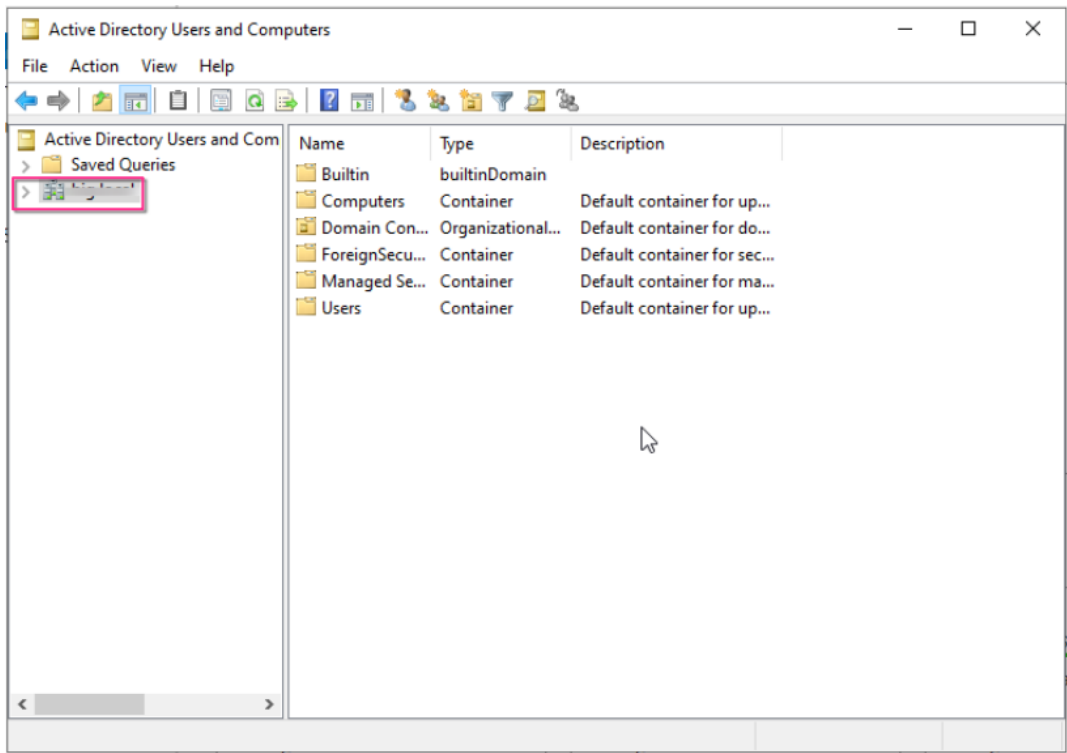 Active Directory Users and Computers
File Action View Help
Active Directory Users and Com
Saved Queries
Name Type Description
Builtin builtinDomain
Computers Container Default container for up...
Domain Con... Organizational... Default container for do...
ForeignSecu... Container Default container for sec...
Managed Se... Container Default container for ma...
Users Container Default container for up...